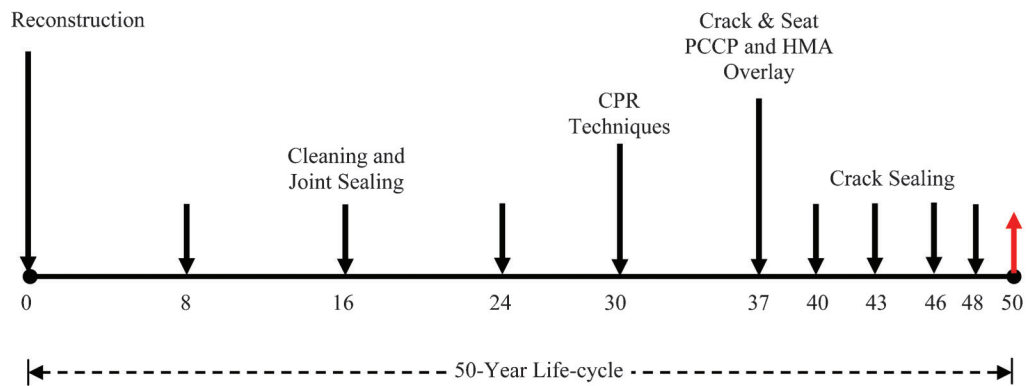 Reconstruction
Crack & Seat
PCCP and HMA
Overlay
CPR
Techniques
Cleaning and
Joint Sealing
Crack Sealing
0 8 16 24 30 37 40 43 46 48 50
50-Year Life-cycle